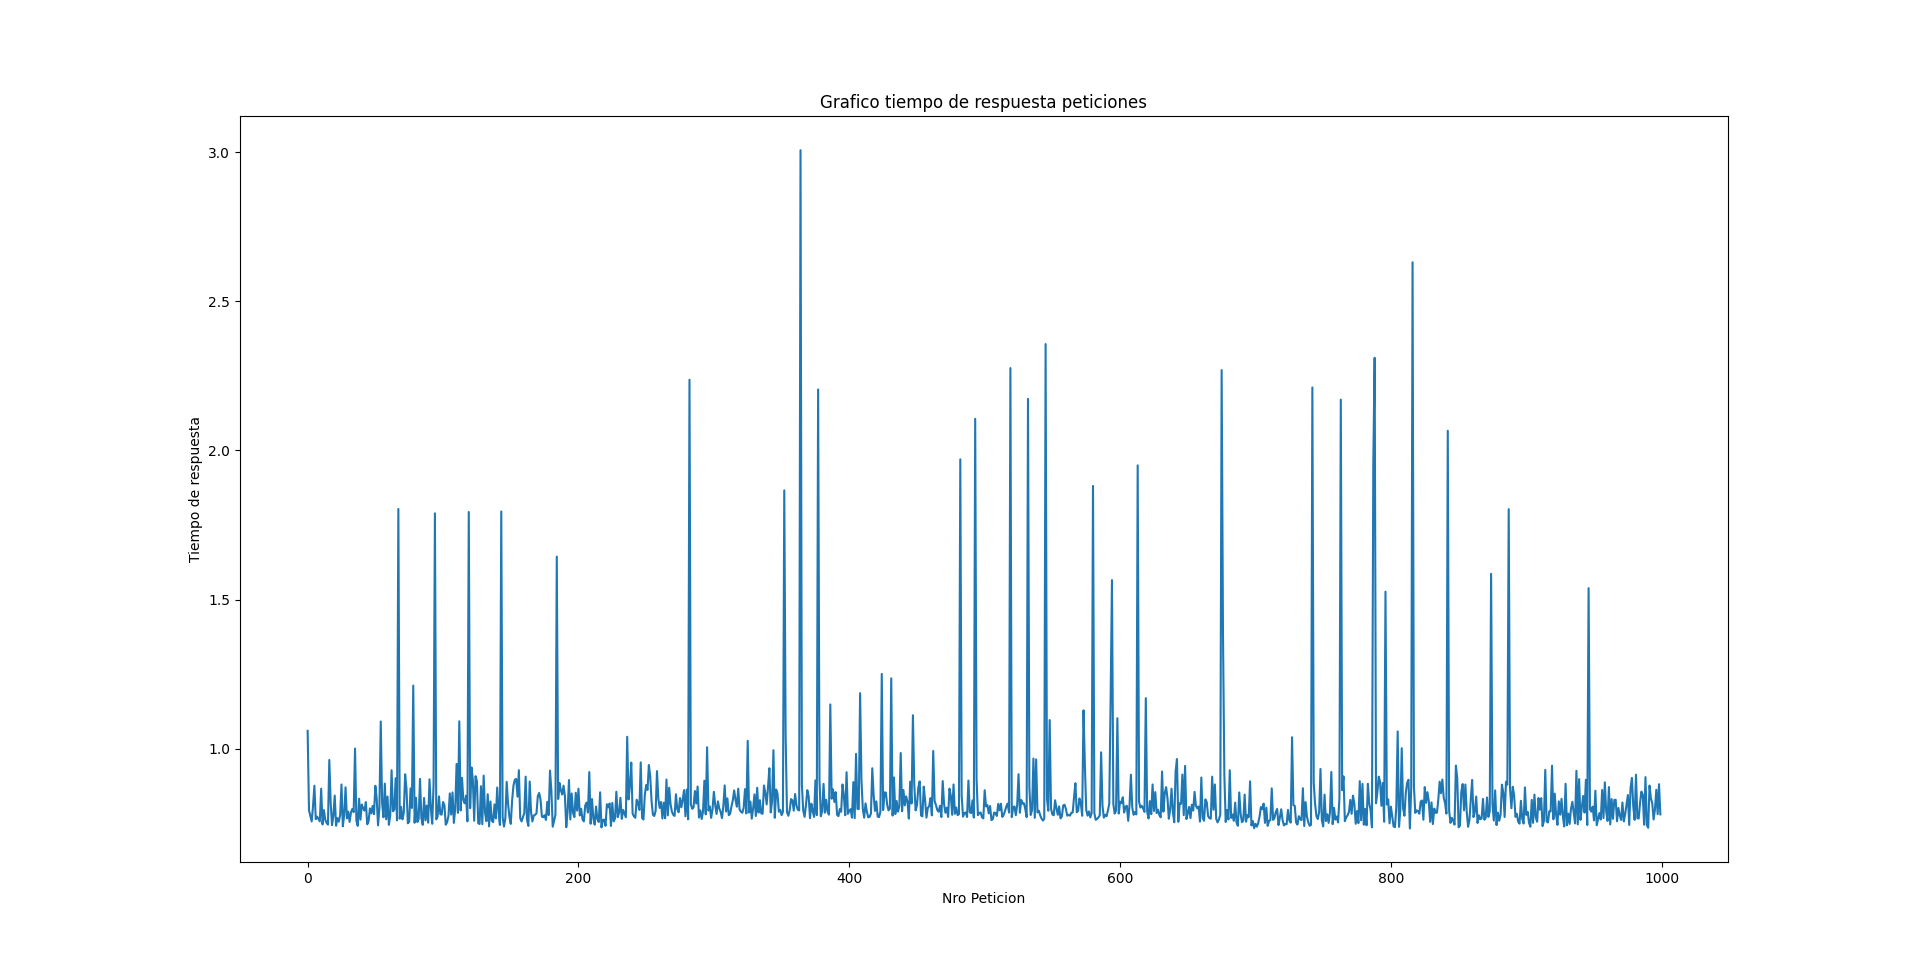 Grafico tiempo de respuesta peticiones
3.0
2.5
2.0
1.5
1.0
Tiempo de respuesta
0 200 400 600 800 1000
Nro Peticion